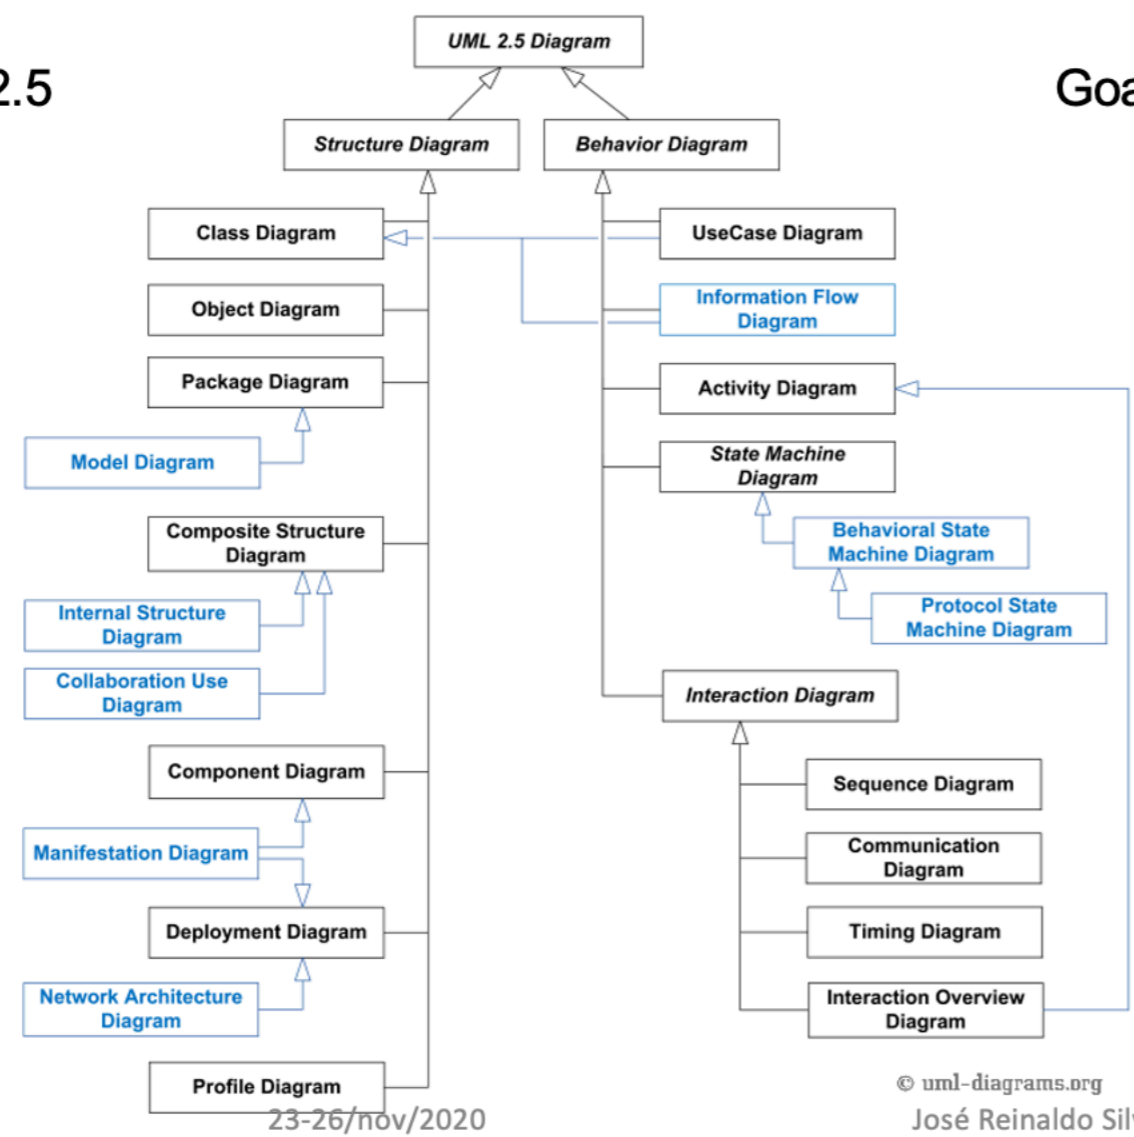 UML 2.5 Diagram
2.5
Structure Diagram
Behavior Diagram
Class Diagram
UseCase Diagram
Object Diagram
Information Flow
Diagram
Package Diagram
Activity Diagram
Model Diagram
State Machine
Diagram
Composite Structure
Diagram
Behavioral State
Machine Diagram
Internal Structure
Diagram
Protocol State
Machine Diagram
Collaboration Use
Diagram
Interaction Diagram
Component Diagram
Sequence Diagram
Manifestation Diagram
Communication
Diagram
Deployment Diagram
Timing Diagram
Network Architecture
Diagram
Interaction Overview
Diagram
Profile Diagram
© uml-diagrams.org
23-26/nov/2020
José Reinaldo